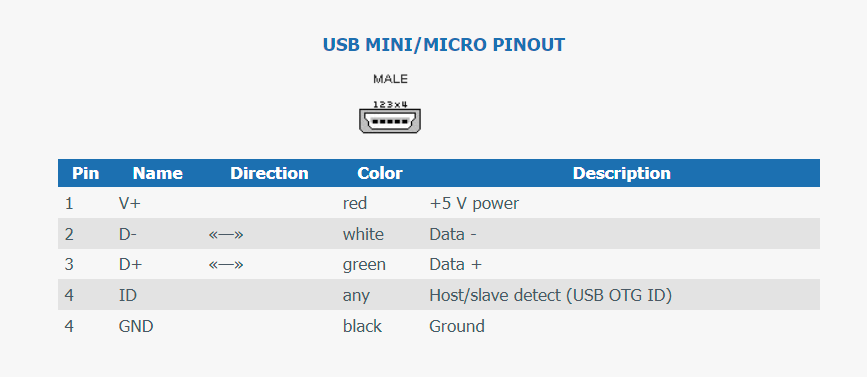 USB MINI/MICRO PINOUT
MALE
123x4
Pin Name Direction Color Description
1 V+ red +5 V power
2 D- «—» white Data -
3 D+ «—» green Data +
4 ID any Host/slave detect (USB OTG ID)
4 GND black Ground